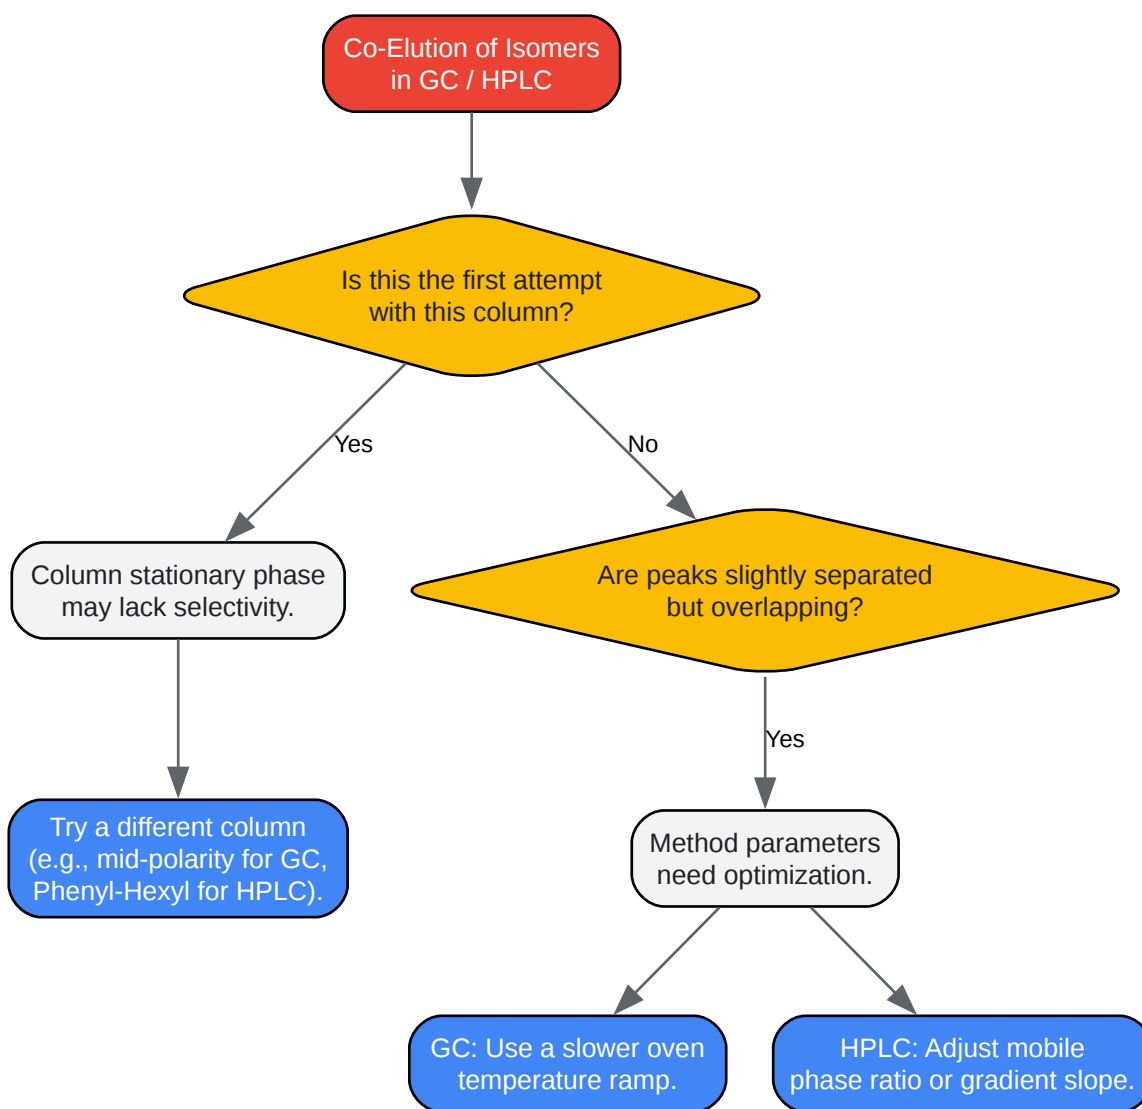 Co-Elution of Isomers
in GC / HPLC
Is this the first attempt
with this column?
Yes
No
Column stationary phase
may lack selectivity.
Are peaks slightly separated
but overlapping?
Yes
Try a different column
(e.g., mid-polarity for GC,
Phenyl-Hexyl for HPLC).
Method parameters
need optimization.
GC: Use a slower oven
temperature ramp.
HPLC: Adjust mobile
phase ratio or gradient slope.